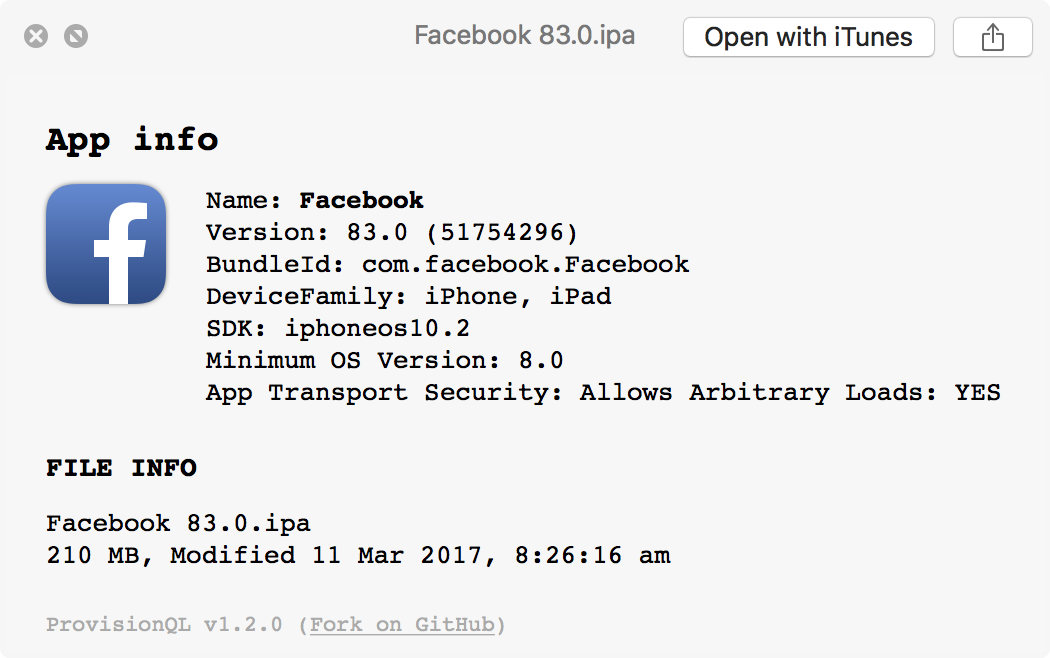 Facebook 83.0.ipa
Open with iTunes
App info
Name: Facebook
Version: 83.0 (51754296)
BundleId: com.facebook.Facebook
DeviceFamily: iPhone, iPad
SDK: iphoneos10.2
Minimum OS Version: 8.0
App Transport Security: Allows Arbitrary Loads: YES
FILE INFO
Facebook 83.0.ipa
210 MB, Modified 11 Mar 2017, 8:26:16 am
ProvisionQL v1.2.0 (Fork on GitHub)